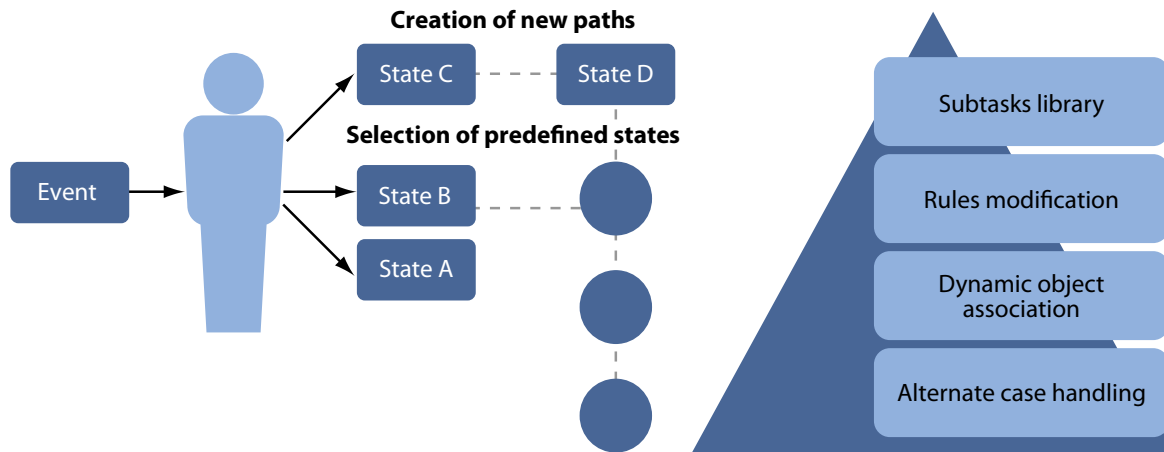 Creation of new paths
State C
State D
Selection of predefined states
Event
State B
State A
Subtasks library
Rules modification
Dynamic object
association
Alternate case handling